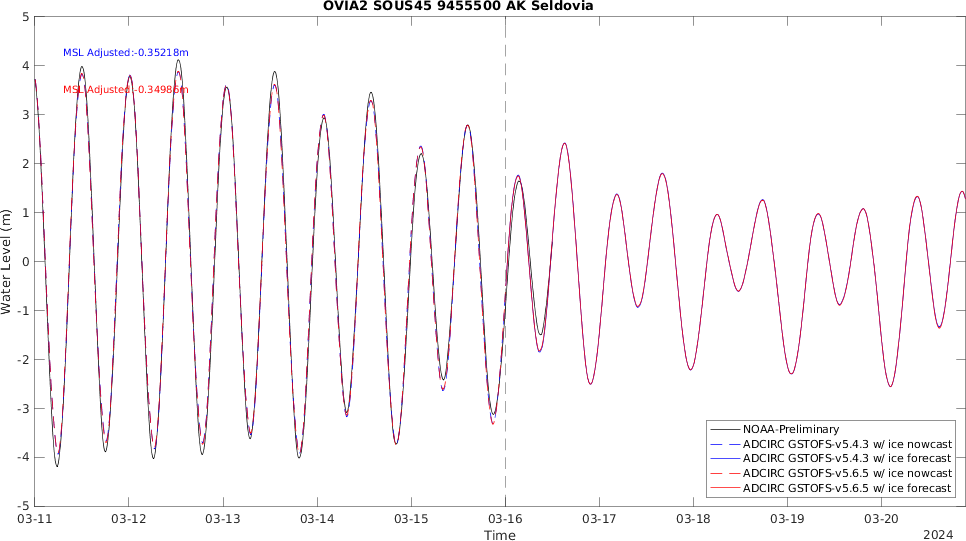 OVIA2 SOUS45 9455500 AK Seldovia
5
4
3
2
1
0
-1
-2
-3
-4
-5
Water Level (m)
MSL Adjusted:-0.35218m
MSL Adjusted:-0.34986m
NOAA-Preliminary
ADCIRC GSTOFS-v5.4.3 w/ ice nowcast
ADCIRC GSTOFS-v5.4.3 w/ ice forecast
ADCIRC GSTOFS-v5.6.5 w/ ice nowcast
ADCIRC GSTOFS-v5.6.5 w/ ice forecast
03-11 03-12 03-13 03-14 03-15 03-16 03-17 03-18 03-19 03-20
Time
2024